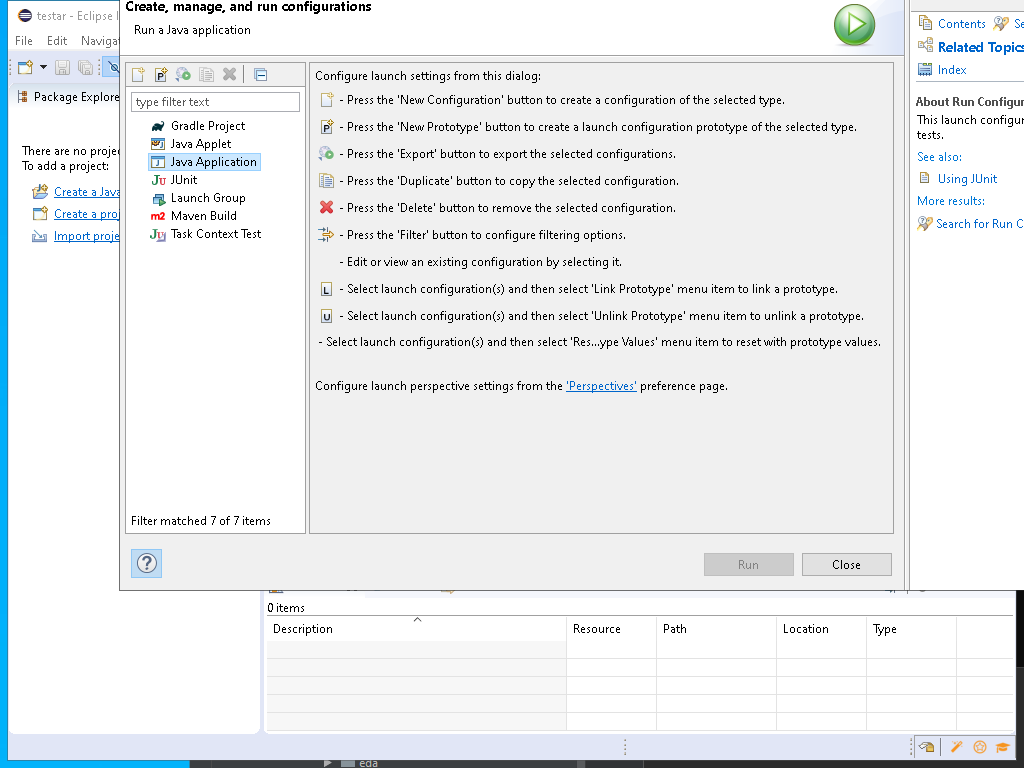 Create, manage, and run configurations
Run a Java application
testar - Eclipse I
File Edit Navigat
Package Explore
There are no projec
To add a project:
Create a Java
Create a proj
Import proje
type filter text
Gradle Project
Java Applet
Java Application
JUnit
Launch Group
Maven Build
Task Context Test
Filter matched 7 of 7 items
Configure launch settings from this dialog:
- Press the 'New Configuration' button to create a configuration of the selected type.
- Press the 'New Prototype' button to create a launch configuration prototype of the selected type.
- Press the 'Export' button to export the selected configurations.
- Press the 'Duplicate' button to copy the selected configuration.
- Press the 'Delete' button to remove the selected configuration.
- Press the 'Filter' button to configure filtering options.
- Edit or view an existing configuration by selecting it.
L - Select launch configuration(s) and then select 'Link Prototype' menu item to link a prototype.
U - Select launch configuration(s) and then select 'Unlink Prototype' menu item to unlink a prototype.
- Select launch configuration(s) and then select 'Res...ype Values' menu item to reset with prototype values.
Configure launch perspective settings from the 'Perspectives' preference page.
Run Close
Contents Se
Related Topics
Index
About Run Configur
This launch configur
tests.
See also:
Using JUnit
More results:
Search for Run C
0 items
Description Resource Path Location Type
eda